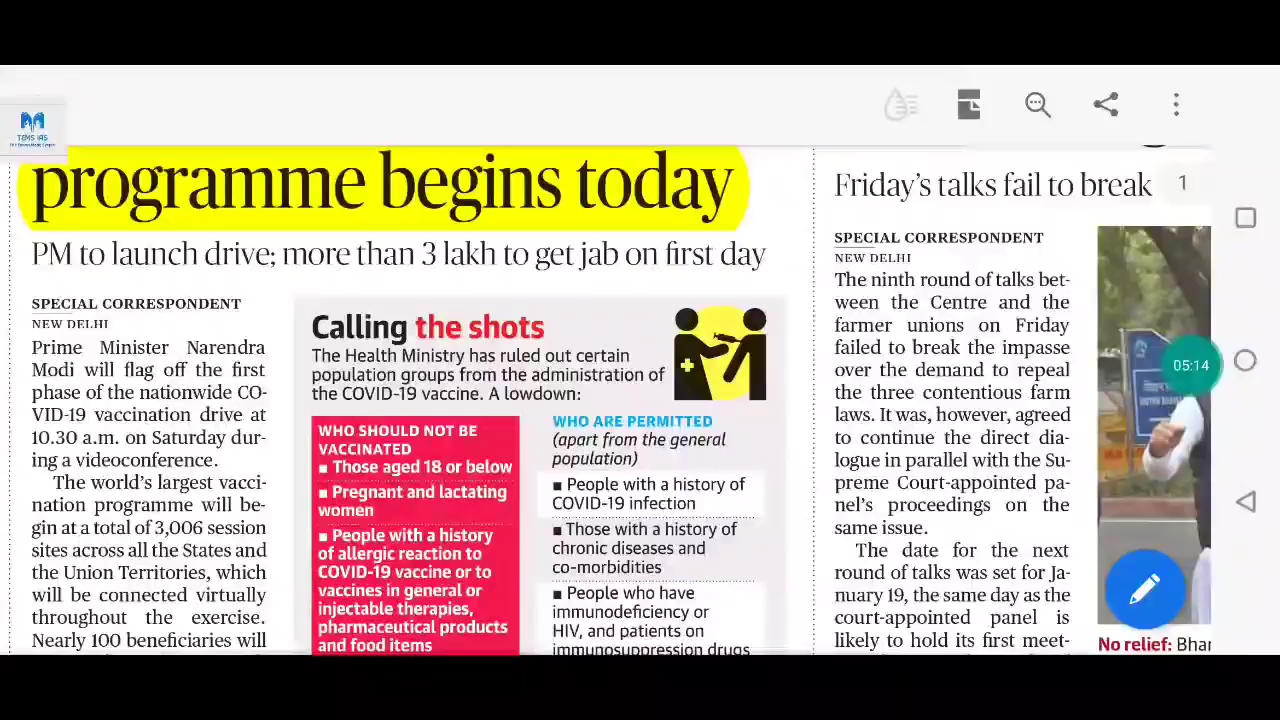 TEMS IAS
programme begins today
PM to launch drive; more than 3 lakh to get jab on first day
SPECIAL CORRESPONDENT
NEW DELHI
Prime Minister Narendra
Modi will flag off the first
phase of the nationwide CO-
VID-19 vaccination drive at
10.30 a.m. on Saturday dur-
ing a videoconference.
The world's largest vacci-
nation programme will be-
gin at a total of 3,006 session
sites across all the States and
the Union Territories, which
will be connected virtually
throughout the exercise.
Nearly 100 beneficiaries will
Calling the shots
The Health Ministry has ruled out certain
population groups from the administration of
the COVID-19 vaccine. A lowdown:
WHO SHOULD NOT BE
VACCINATED
■ Those aged 18 or below
■ Pregnant and lactating
women
■ People with a history
of allergic reaction to
COVID-19 vaccine or to
vaccines in general or
injectable therapies,
pharmaceutical products
and food items
WHO ARE PERMITTED
(apart from the general
population)
■ People with a history of
COVID-19 infection
■ Those with a history of
chronic diseases and
co-morbidities
■ People who have
immunodeficiency or
HIV, and patients on
immunosuppression drugs
Friday's talks fail to break
1
SPECIAL CORRESPONDENT
NEW DELHI
The ninth round of talks bet-
ween the Centre and the
farmer unions on Friday
failed to break the impasse
over the demand to repeal
the three contentious farm
laws. It was, however, agreed
to continue the direct dia-
logue in parallel with the Su-
preme Court-appointed pa-
nel's proceedings on the
same issue.
The date for the next
round of talks was set for Ja-
nuary 19, the same day as the
court-appointed panel is
likely to hold its first meet-
05:14
No relief: Bhar